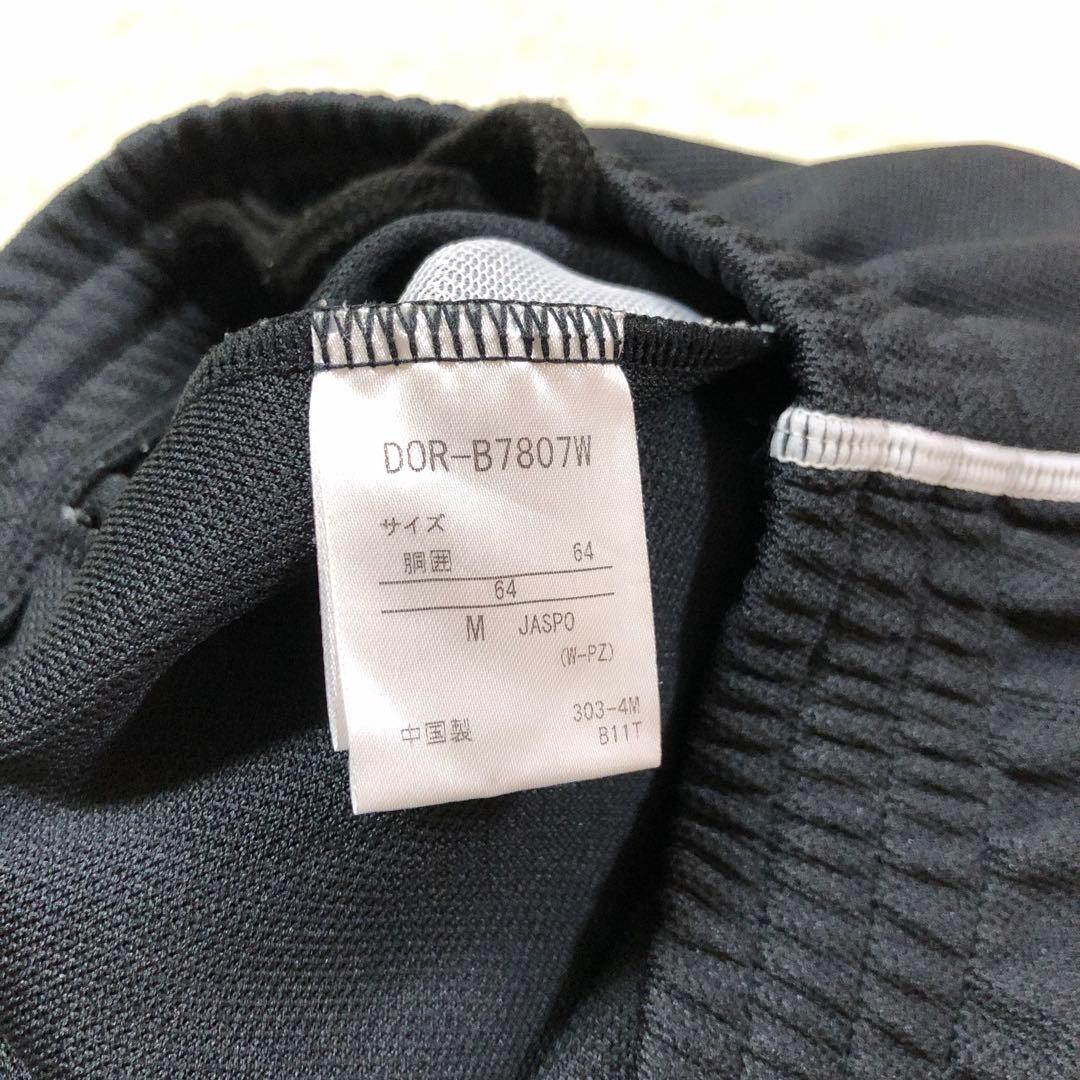 DOR-B7807W
サイズ
胴囲 64
64
M JASPO
(W-PZ)
303-4M
中国製 B11T